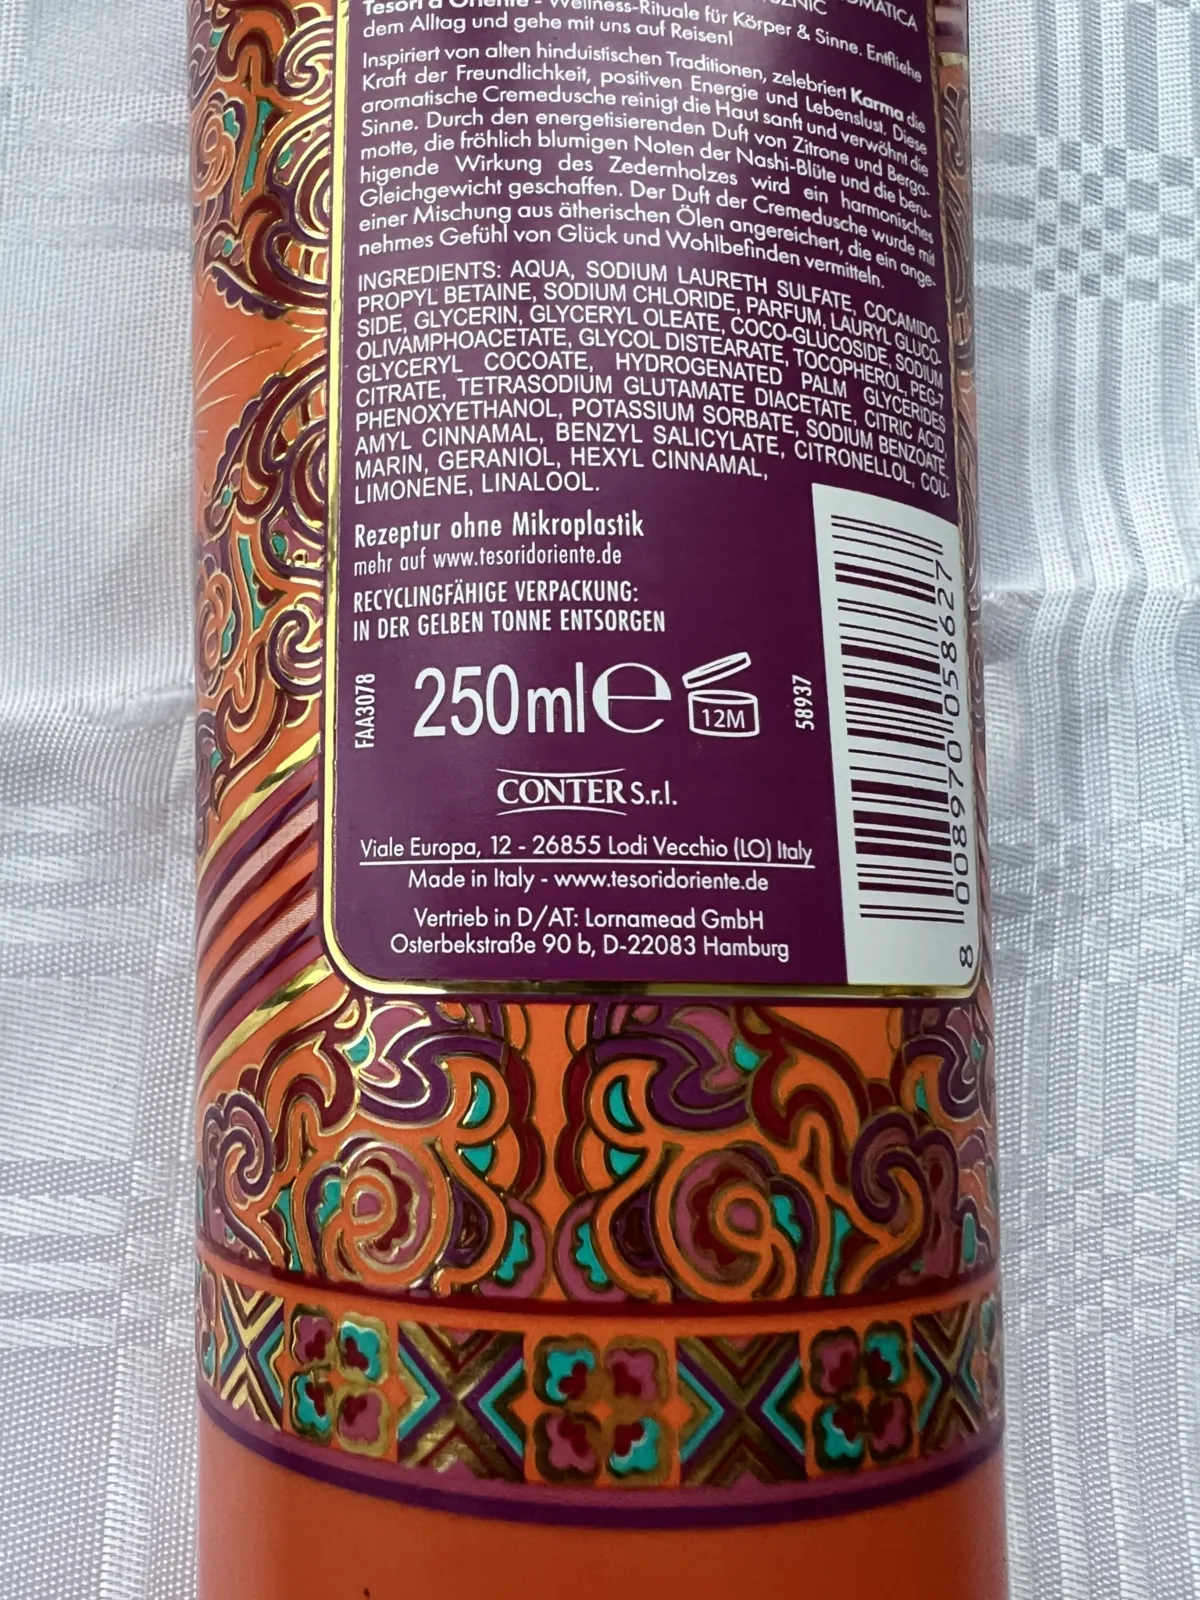 OMATICA
Tesori d'Oriente - Wellness-Rituale für Körper & Sinne. Entfliehe
dem Alltag und gehe mit uns auf Reisen!
Inspiriert von alten hinduistischen Traditionen, zelebriert Karma die
Kraft der Freundlichkeit, positiven Energie und Lebenslust. Diese
aromatische Cremedusche reinigt die Haut sanft und verwöhnt die
Sinne. Durch den energetisierenden Duft von Zitrone und Berga-
motte, die fröhlich blumigen Noten der Nashi-Blüte und die beru-
higende Wirkung des Zedernholzes wird ein harmonisches
Gleichgewicht geschaffen. Der Duft der Cremedusche wurde mit
einer Mischung aus ätherischen Ölen angereichert, die ein ange-
nehmes Gefühl von Glück und Wohlbefinden vermitteln.
INGREDIENTS: AQUA, SODIUM LAURETH SULFATE, COCAMIDO-
PROPYL BETAINE, SODIUM CHLORIDE, PARFUM, LAURYL GLUCO-
SIDE, GLYCERIN, GLYCERYL OLEATE, COCO-GLUCOSIDE, SODIUM
OLIVAMPHOACETATE, GLYCOL DISTEARATE, TOCOPHEROL, PEG-7
GLYCERYL COCOATE, HYDROGENATED PALM GLYCERIDES
CITRATE, TETRASODIUM GLUTAMATE DIACETATE, CITRIC ACID,
PHENOXYETHANOL, POTASSIUM SORBATE, SODIUM BENZOATE,
AMYL CINNAMAL, BENZYL SALICYLATE, CITRONELLOL, COU-
MARIN, GERANIOL, HEXYL CINNAMAL,
LIMONENE, LINALOOL.
Rezeptur ohne Mikroplastik
mehr auf www.tesoridoriente.de
RECYCLINGFÄHIGE VERPACKUNG:
IN DER GELBEN TONNE ENTSORGEN
FAA3078
250ml e
12M
58937
8 008970 058627
CONTER S.r.l.
Viale Europa, 12 - 26855 Lodi Vecchio (LO) Italy
Made in Italy - www.tesoridoriente.de
Vertrieb in D/AT: Lornamead GmbH
Osterbekstraße 90 b, D-22083 Hamburg